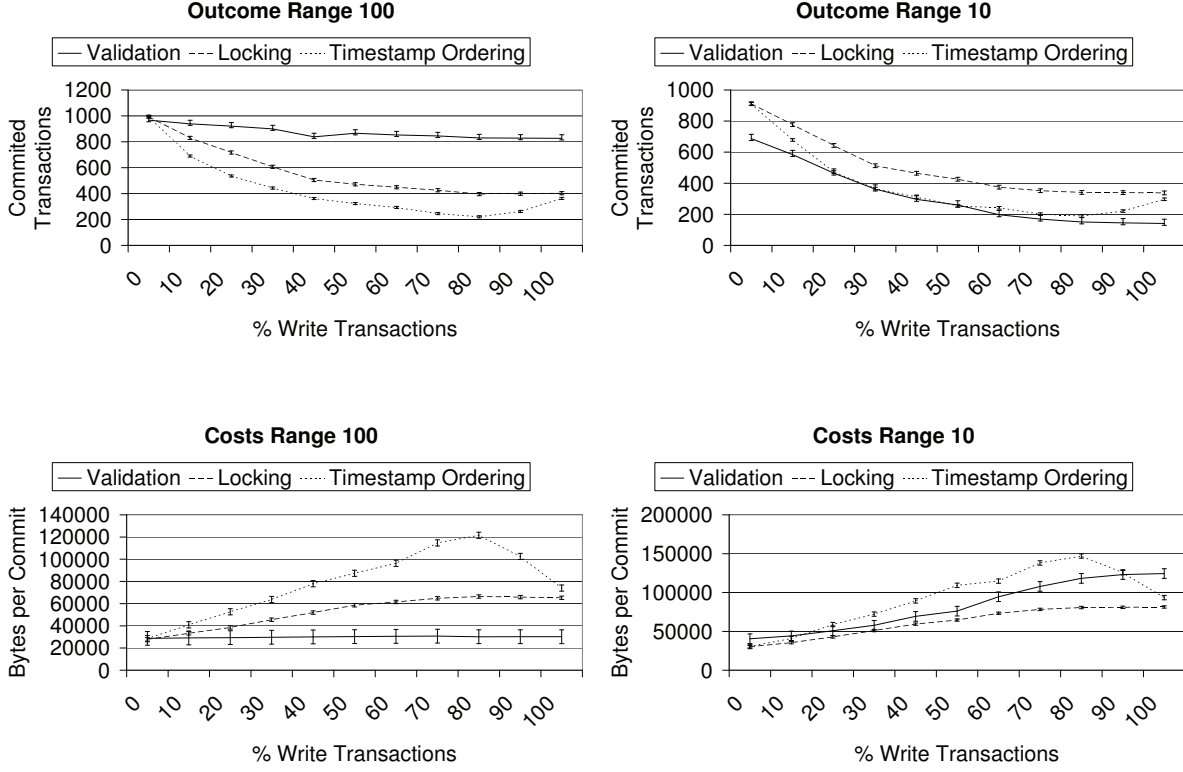 Outcome Range 100
Validation Locking Timestamp Ordering
Commited
Transactions
1200
1000
800
600
400
200
0
0 10 20 30 40 50 60 70 80 90 100
% Write Transactions
Outcome Range 10
Validation Locking Timestamp Ordering
Commited
Transactions
1000
800
600
400
200
0
0 10 20 30 40 50 60 70 80 90 100
% Write Transactions
Costs Range 100
Validation Locking Timestamp Ordering
Bytes per Commit
140000
120000
100000
80000
60000
40000
20000
0
0 10 20 30 40 50 60 70 80 90 100
% Write Transactions
Costs Range 10
Validation Locking Timestamp Ordering
Bytes per Commit
200000
150000
100000
50000
0
0 10 20 30 40 50 60 70 80 90 100
% Write Transactions